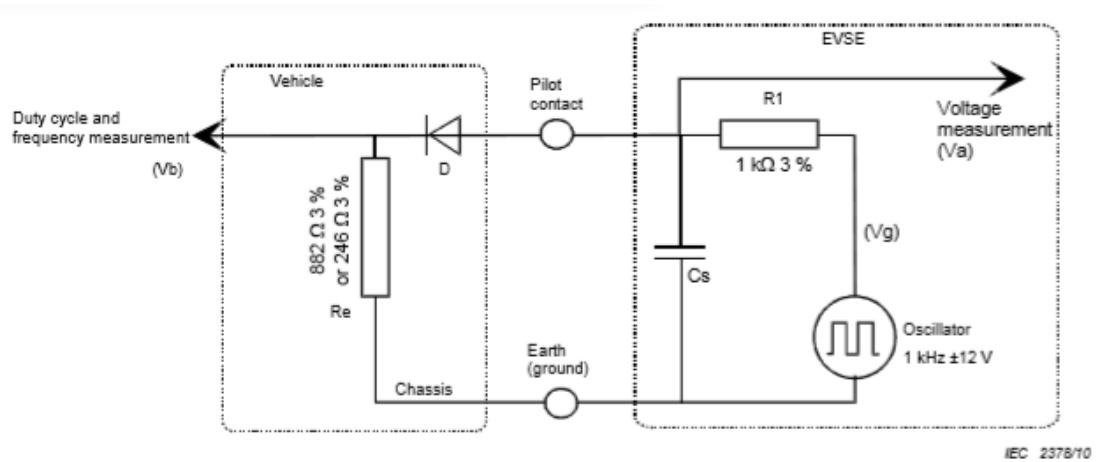 EVSE
Vehicle
Pilot
contact
R1
Duty cycle and
frequency measurement
(Vb)
Voltage
measurement
(Va)
D
1 kΩ 3 %
882 Ω 3 %
or 246 Ω 3 %
(Vg)
Cs
Re
Oscillator
1 kHz ±12 V
Earth
(ground)
Chassis
IEC 2378/10